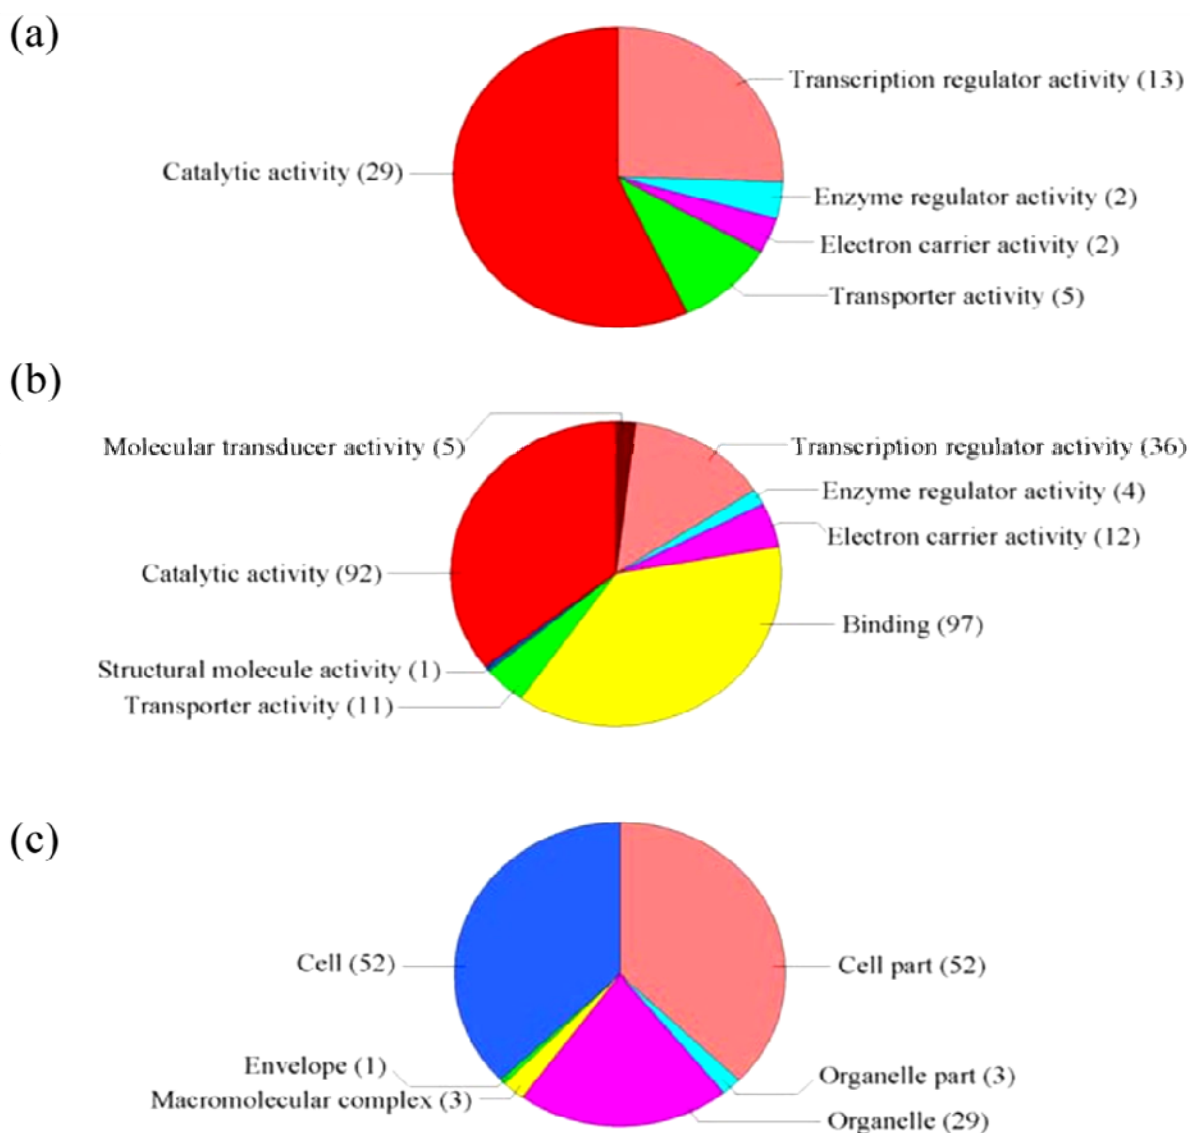 (a)
Transcription regulator activity (13)
Catalytic activity (29)
Enzyme regulator activity (2)
Electron carrier activity (2)
Transporter activity (5)
(b)
Molecular transducer activity (5)
Transcription regulator activity (36)
Enzyme regulator activity (4)
Electron carrier activity (12)
Catalytic activity (92)
Binding (97)
Structural molecule activity (1)
Transporter activity (11)
(c)
Cell (52)
Cell part (52)
Envelope (1)
Organelle part (3)
Macromolecular complex (3)
Organelle (29)